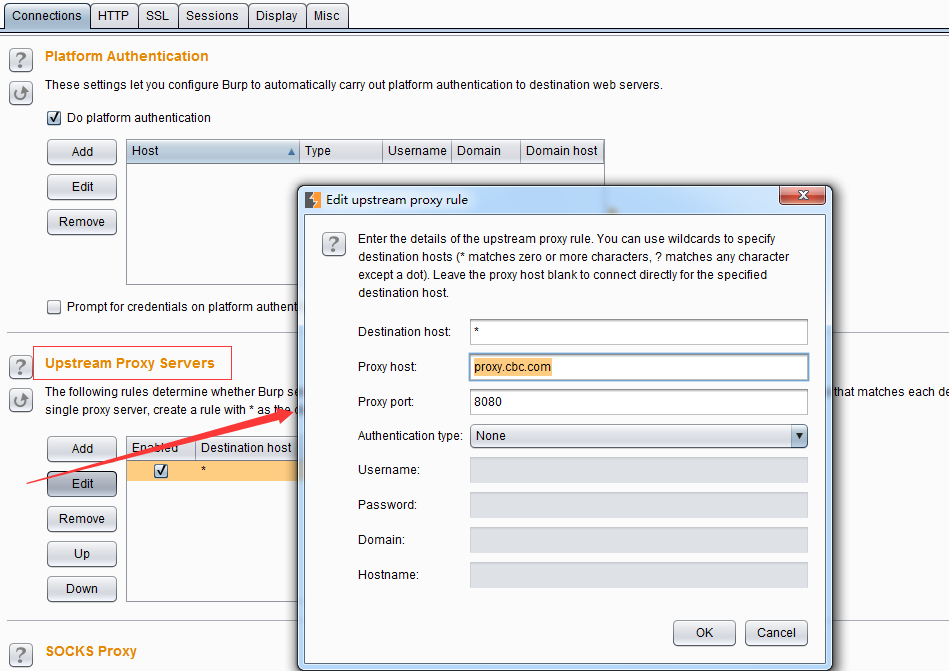 Connections HTTP SSL Sessions Display Misc
Platform Authentication
These settings let you configure Burp to automatically carry out platform authentication to destination web servers.
Do platform authentication
Add
Edit
Remove
Host Type Username Domain Domain host
Prompt for credentials on platform authent
Upstream Proxy Servers
The following rules determine whether Burp se
that matches each de
single proxy server, create a rule with * as the
Add
Edit
Remove
Up
Down
Enabled Destination host
*
SOCKS Proxy
Edit upstream proxy rule
Enter the details of the upstream proxy rule. You can use wildcards to specify
destination hosts (* matches zero or more characters, ? matches any character
except a dot). Leave the proxy host blank to connect directly for the specified
destination host.
Destination host: *
Proxy host: proxy.cbc.com
Proxy port: 8080
Authentication type: None
Username:
Password:
Domain:
Hostname:
OK Cancel